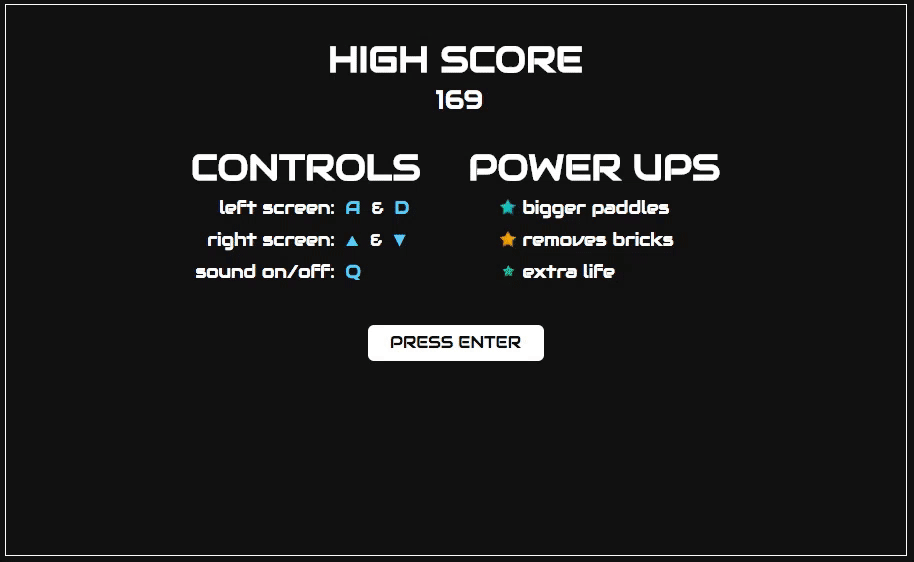 HIGH SCORE
169
CONTROLS
left screen: A & D
right screen: ▲ & ▼
sound on/off: Q
POWER UPS
bigger paddles
removes bricks
extra life
PRESS ENTER